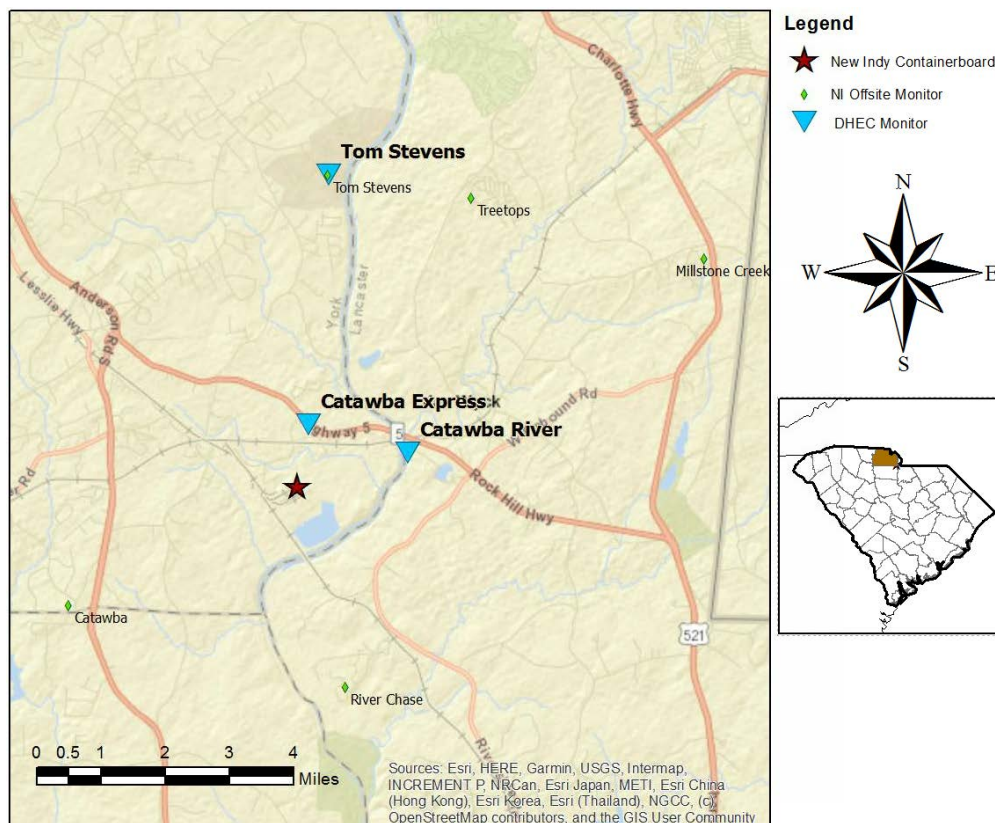 Legend
New Indy Containerboard
NI Offsite Monitor
DHEC Monitor
Charlotte Hwy
Tom Stevens
Tom Stevens
Treetops
Millstone Creek
Lesslie Hwy
Anderson Rd S
York
Lancaster
N
W
E
S
Catawba Express
Highway 5
5
Catawba River
Rock Hill Hwy
521
Catawba
River Chase
0 0.5 1 2 3 4
Miles
Sources: Esri, HERE, Garmin, USGS, Intermap,
INCREMENT P, NRCan, Esri Japan, METI, Esri China
(Hong Kong), Esri Korea, Esri (Thailand), NGCC, (c)
OpenStreetMap contributors, and the GIS User Community